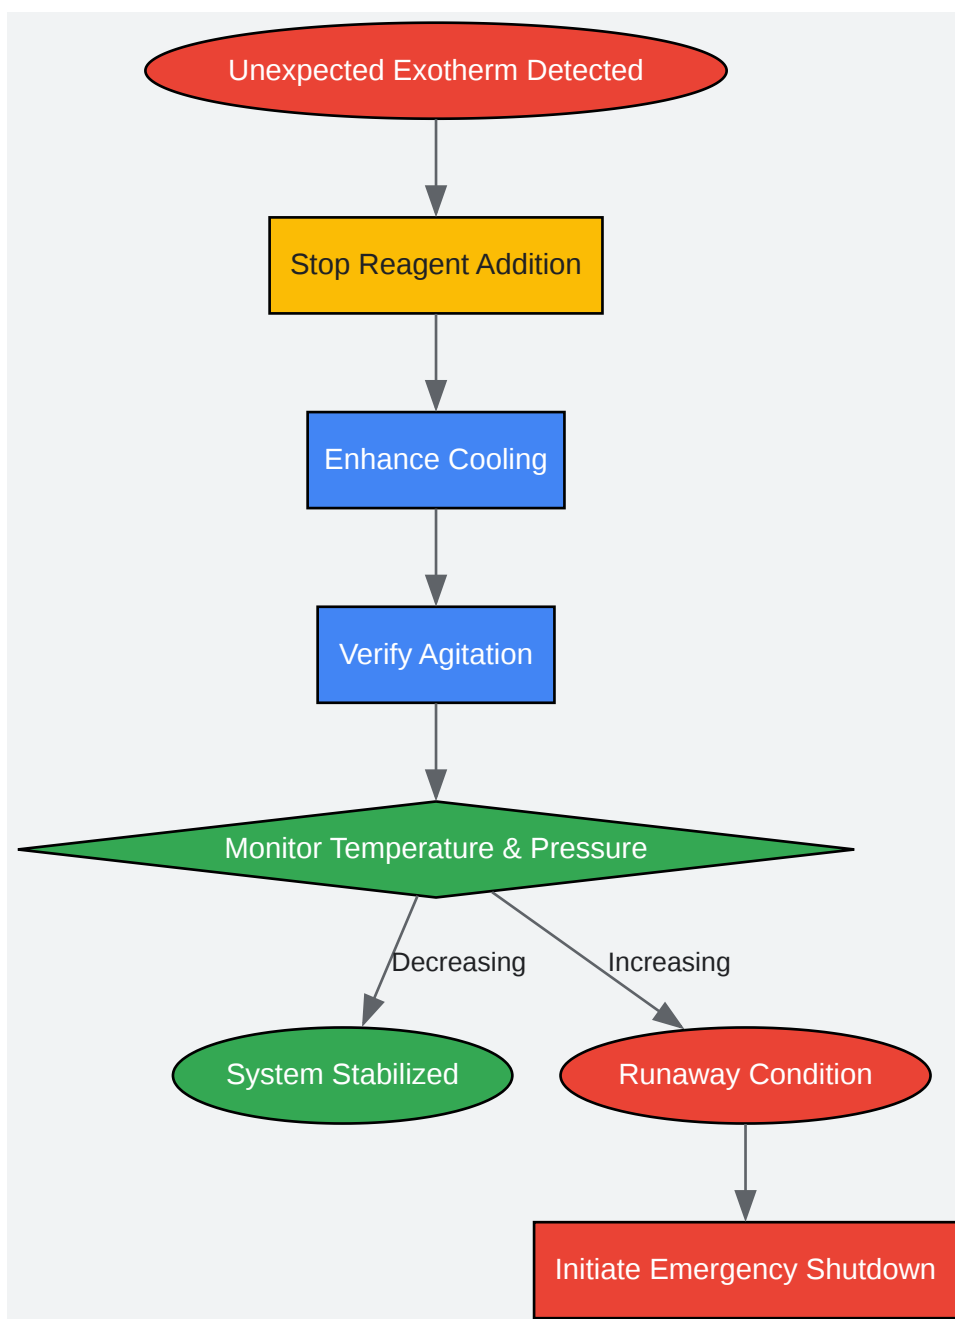 Unexpected Exotherm Detected
Stop Reagent Addition
Enhance Cooling
Verify Agitation
Monitor Temperature & Pressure
Decreasing
Increasing
System Stabilized
Runaway Condition
Initiate Emergency Shutdown